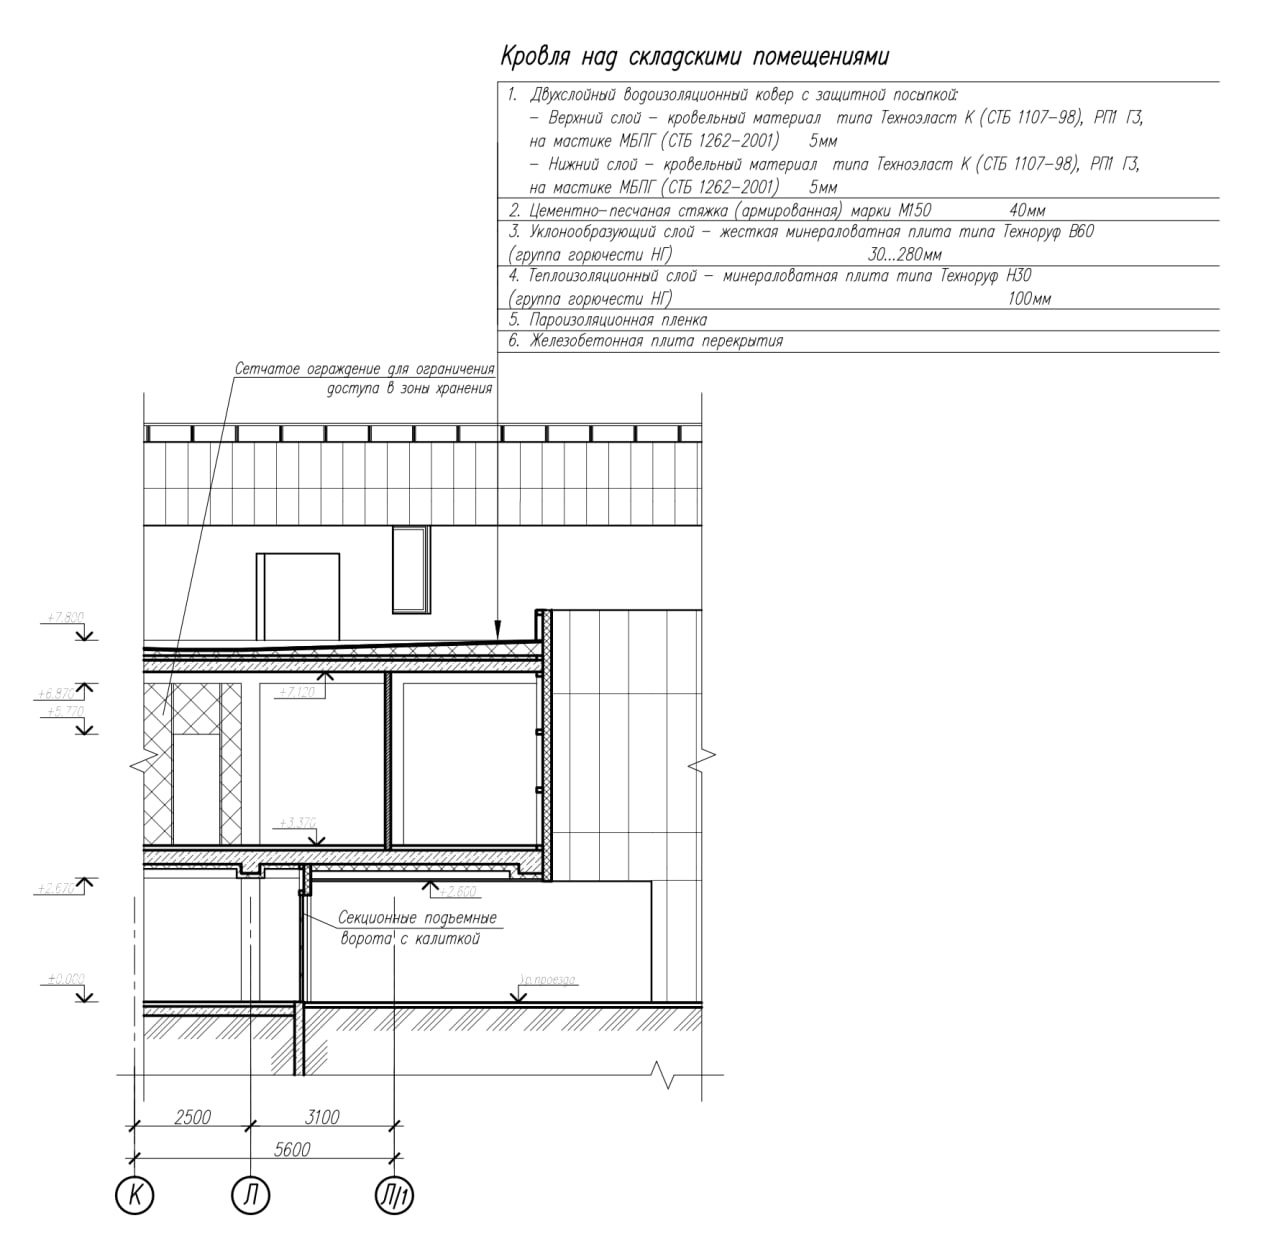 Кровля над складскими помещениями
1. Двухслойный водоизоляционный ковер с защитной посыпкой:
– Верхний слой – кровельный материал типа Техноэласт К (СТБ 1107-98), РП1 Г3,
на мастике МБПГ (СТБ 1262-2001) 5мм
– Нижний слой – кровельный материал типа Техноэласт К (СТБ 1107-98), РП1 Г3,
на мастике МБПГ (СТБ 1262-2001) 5мм
2. Цементно-песчаная стяжка (армированная) марки М150 40мм
3. Уклонообразующий слой – жесткая минераловатная плита типа Техноруф В60
(группа горючести НГ) 30...280мм
4. Теплоизоляционный слой – минераловатная плита типа Техноруф Н30
(группа горючести НГ) 100мм
5. Пароизоляционная пленка
6. Железобетонная плита перекрытия
Сетчатое ограждение для ограничения
доступа в зоны хранения
+7.800
+6.870
+7.120
+5.770
+3.370
+2.670
+2.600
Секционные подъемные
ворота с калиткой
±0.000
Ур.проезда
2500 3100
5600
К Л Л/1